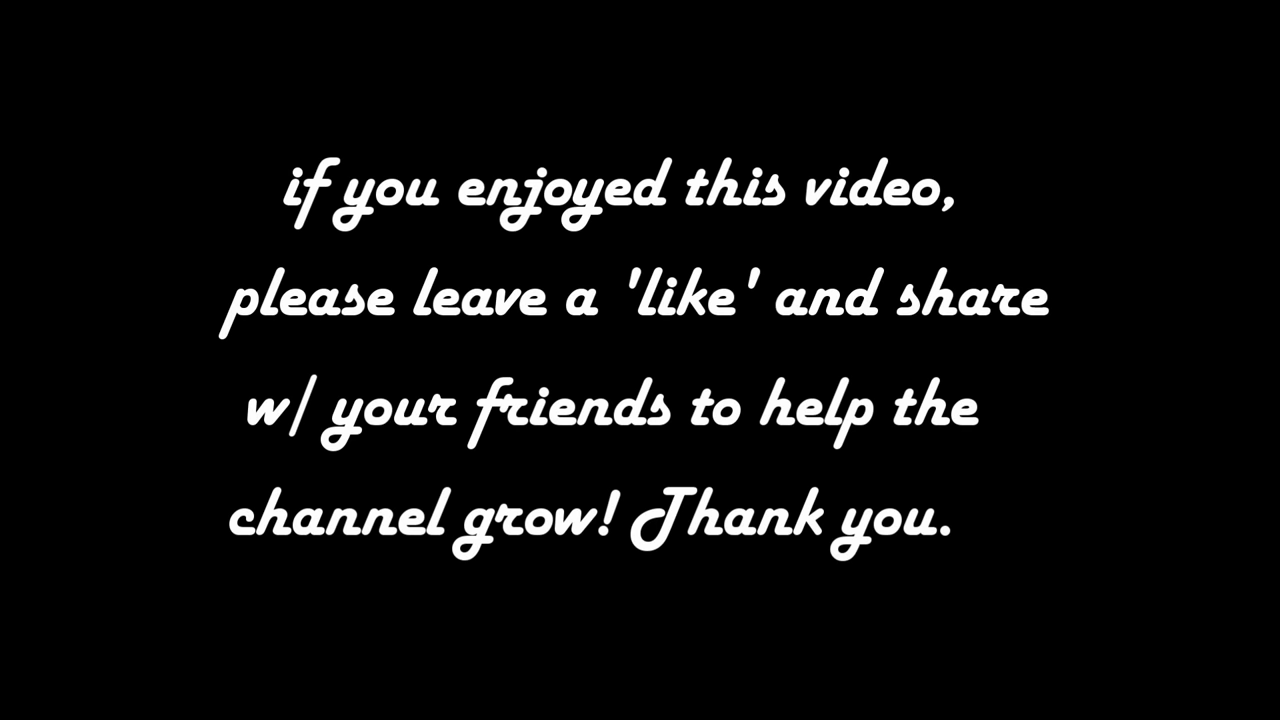 if you enjoyed this video,
please leave a 'like' and share
w/ your friends to help the
channel grow! Thank you.